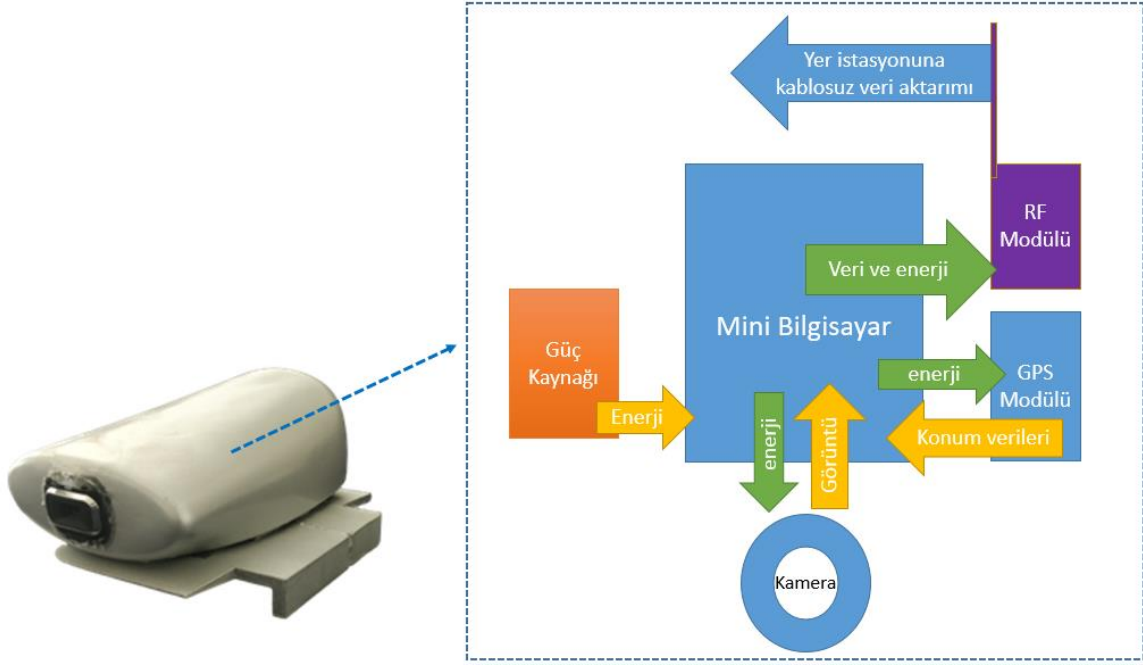 Yer istasyonuna
kablosuz veri aktarımı
RF
Modülü
Veri ve enerji
Mini Bilgisayar
Güç
Kaynağı
Enerji
enerji
GPS
Modülü
Konum verileri
enerji
Görüntü
Kamera